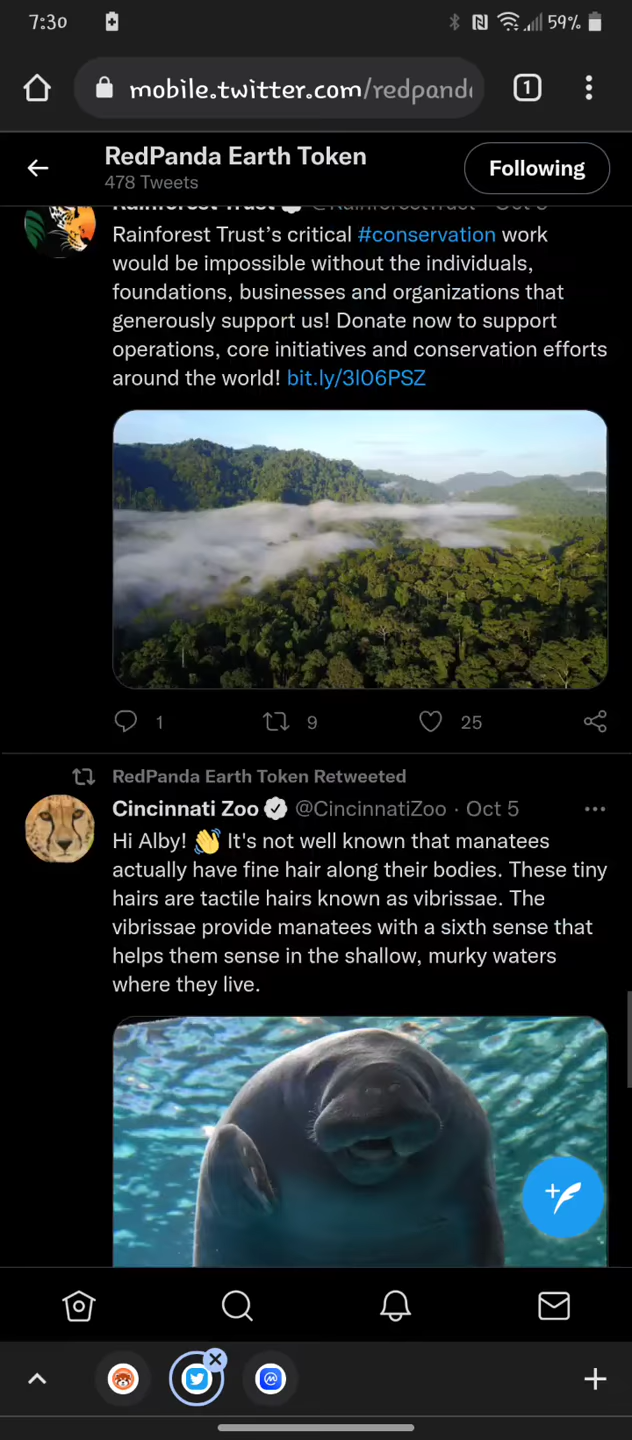 7:30
59%
mobile.twitter.com/redpand
1
RedPanda Earth Token
478 Tweets
Following
Rainforest Trust @RainforestTrust · Oct
Rainforest Trust’s critical #conservation work
would be impossible without the individuals,
foundations, businesses and organizations that
generously support us! Donate now to support
operations, core initiatives and conservation efforts
around the world! bit.ly/3l06PSZ
1
9
25
RedPanda Earth Token Retweeted
Cincinnati Zoo @CincinnatiZoo · Oct 5
Hi Alby! 👋 It's not well known that manatees
actually have fine hair along their bodies. These tiny
hairs are tactile hairs known as vibrissae. The
vibrissae provide manatees with a sixth sense that
helps them sense in the shallow, murky waters
where they live.